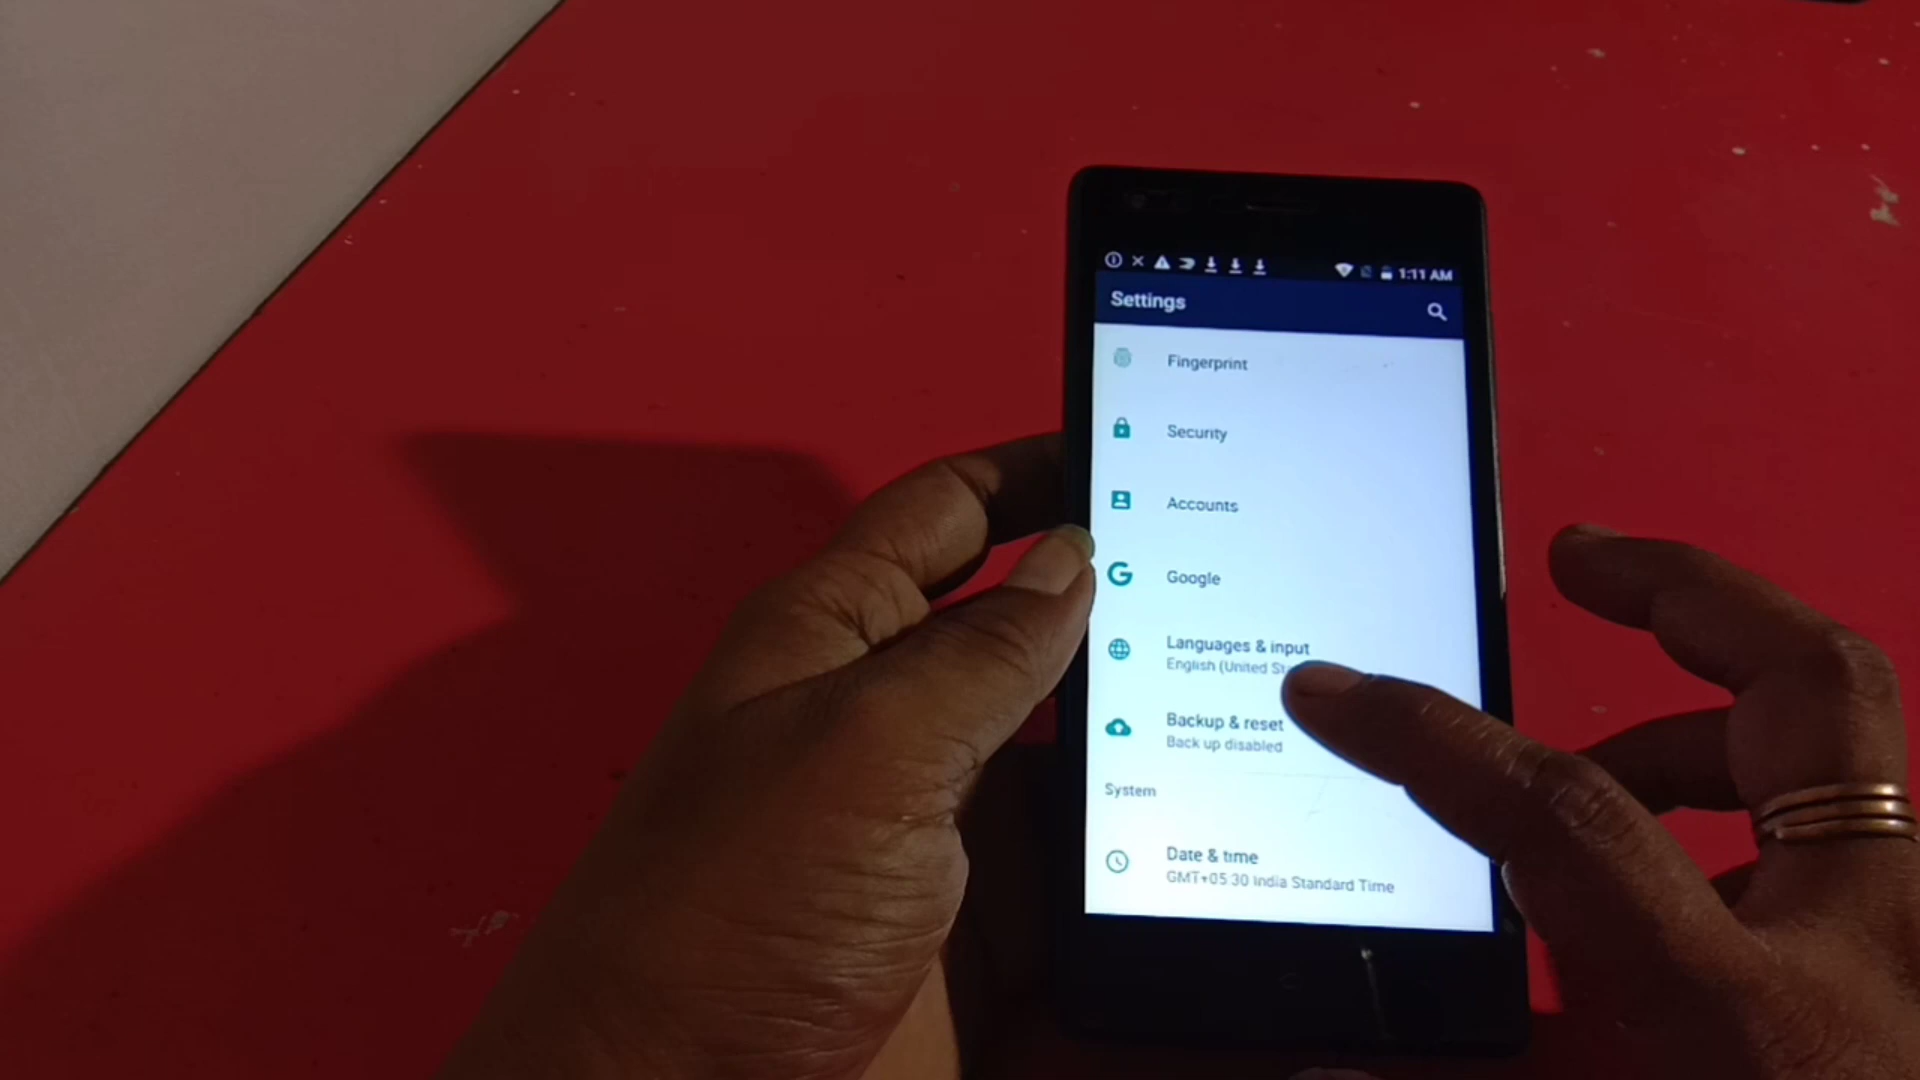 1:11 AM
Settings
Fingerprint
Security
Accounts
Google
Languages & input
English (United
Backup & reset
Back up disabled
System
Date & time
GMT+05:30 India Standard Time